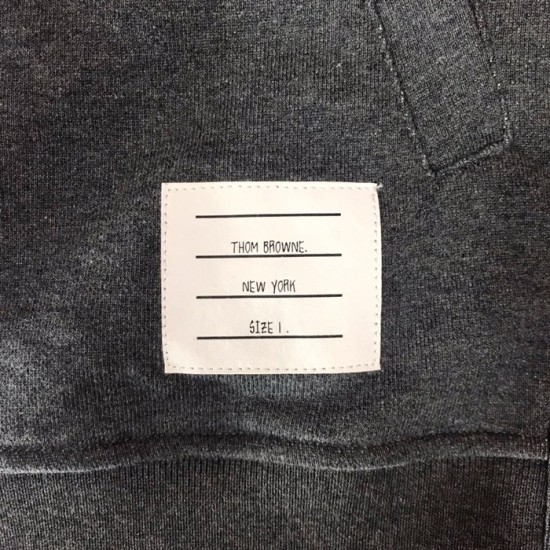 THOM BROWNE.
NEW YORK
SIZE 1.